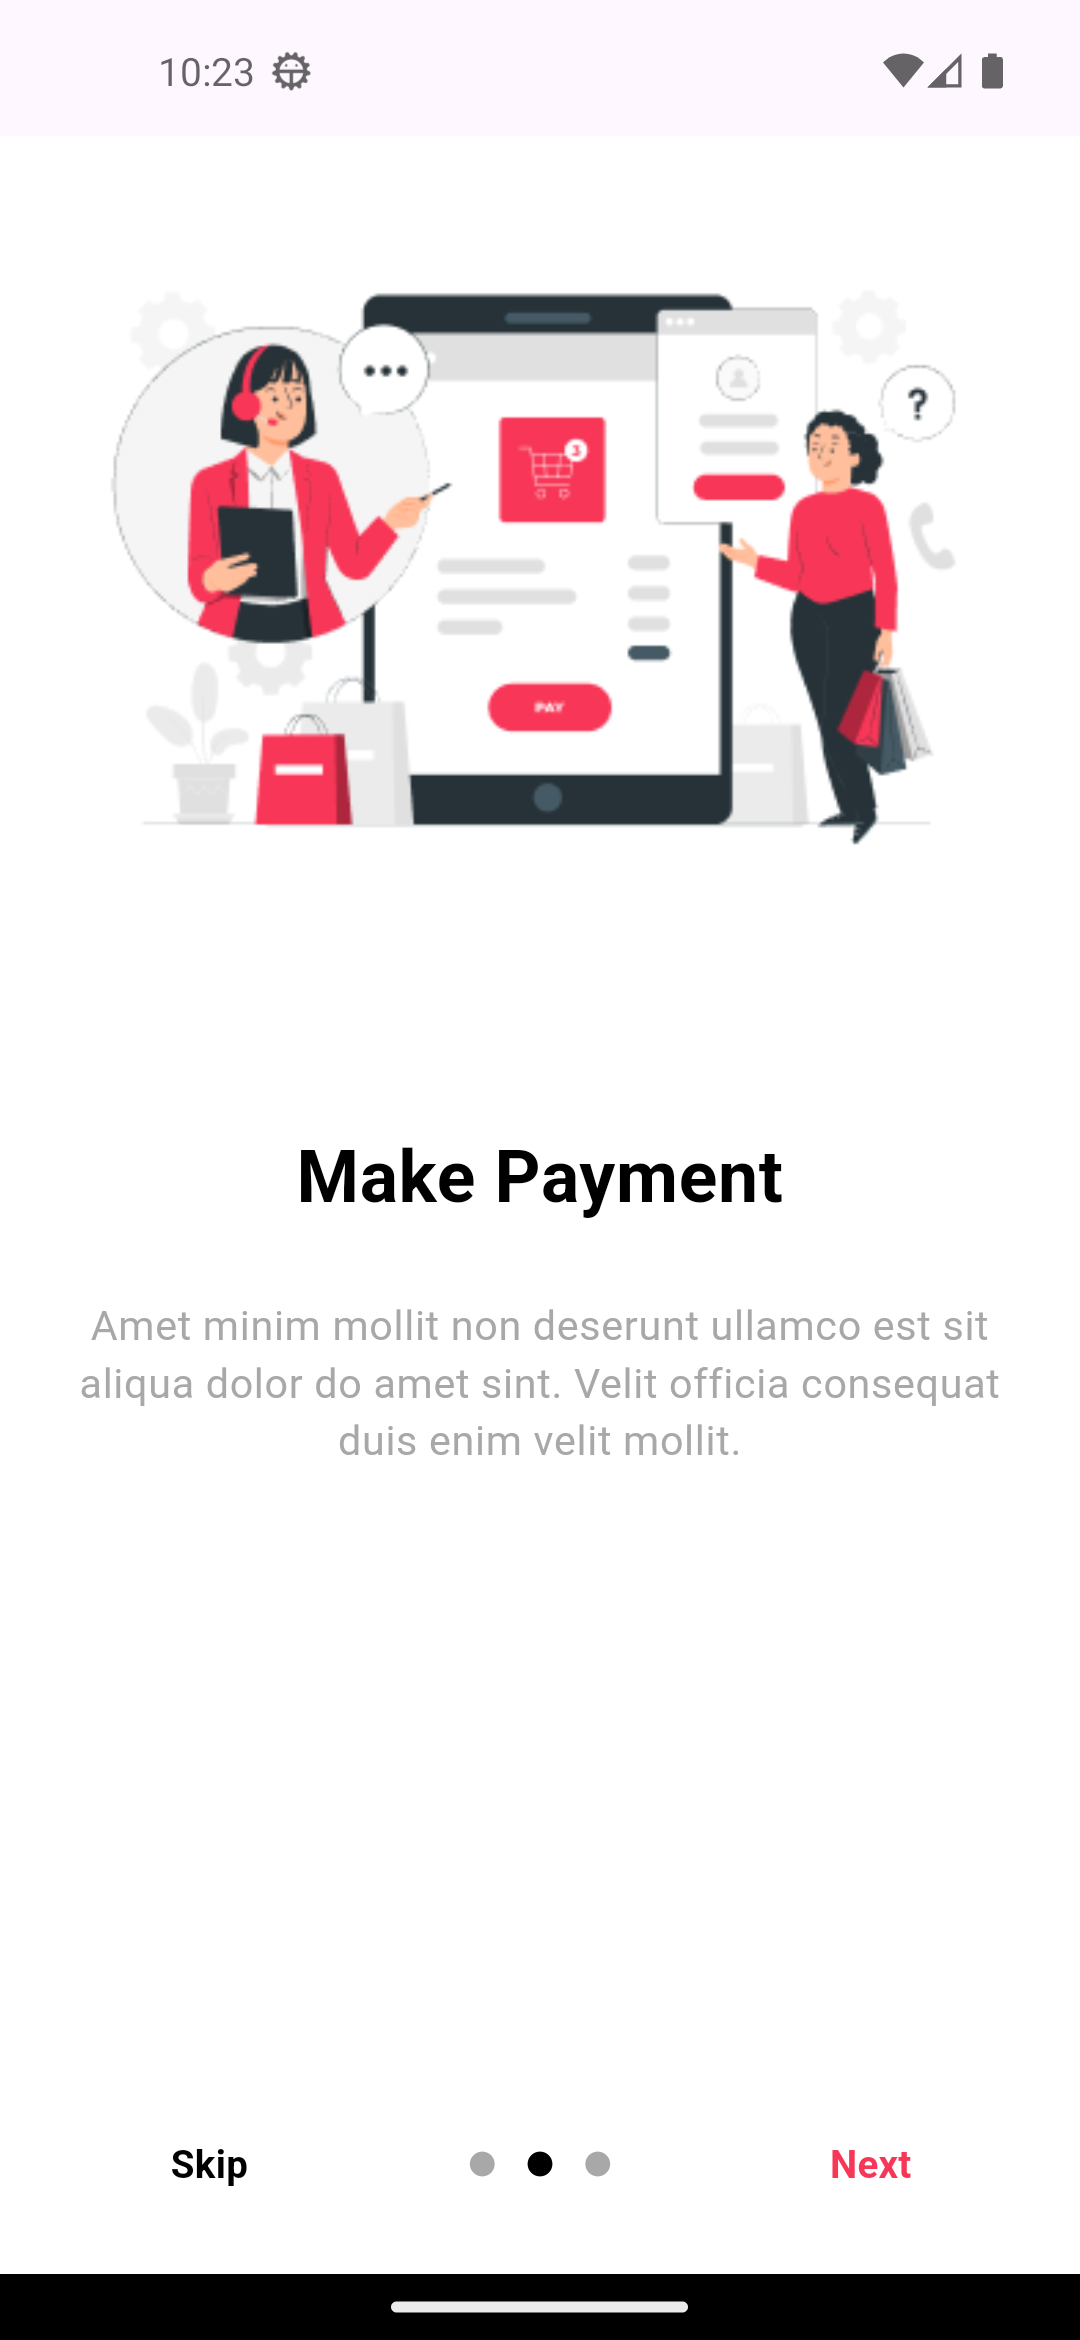 10:23
?
3
PAY
Make Payment
Amet minim mollit non deserunt ullamco est sit
aliqua dolor do amet sint. Velit officia consequat
duis enim velit mollit.
Skip
Next